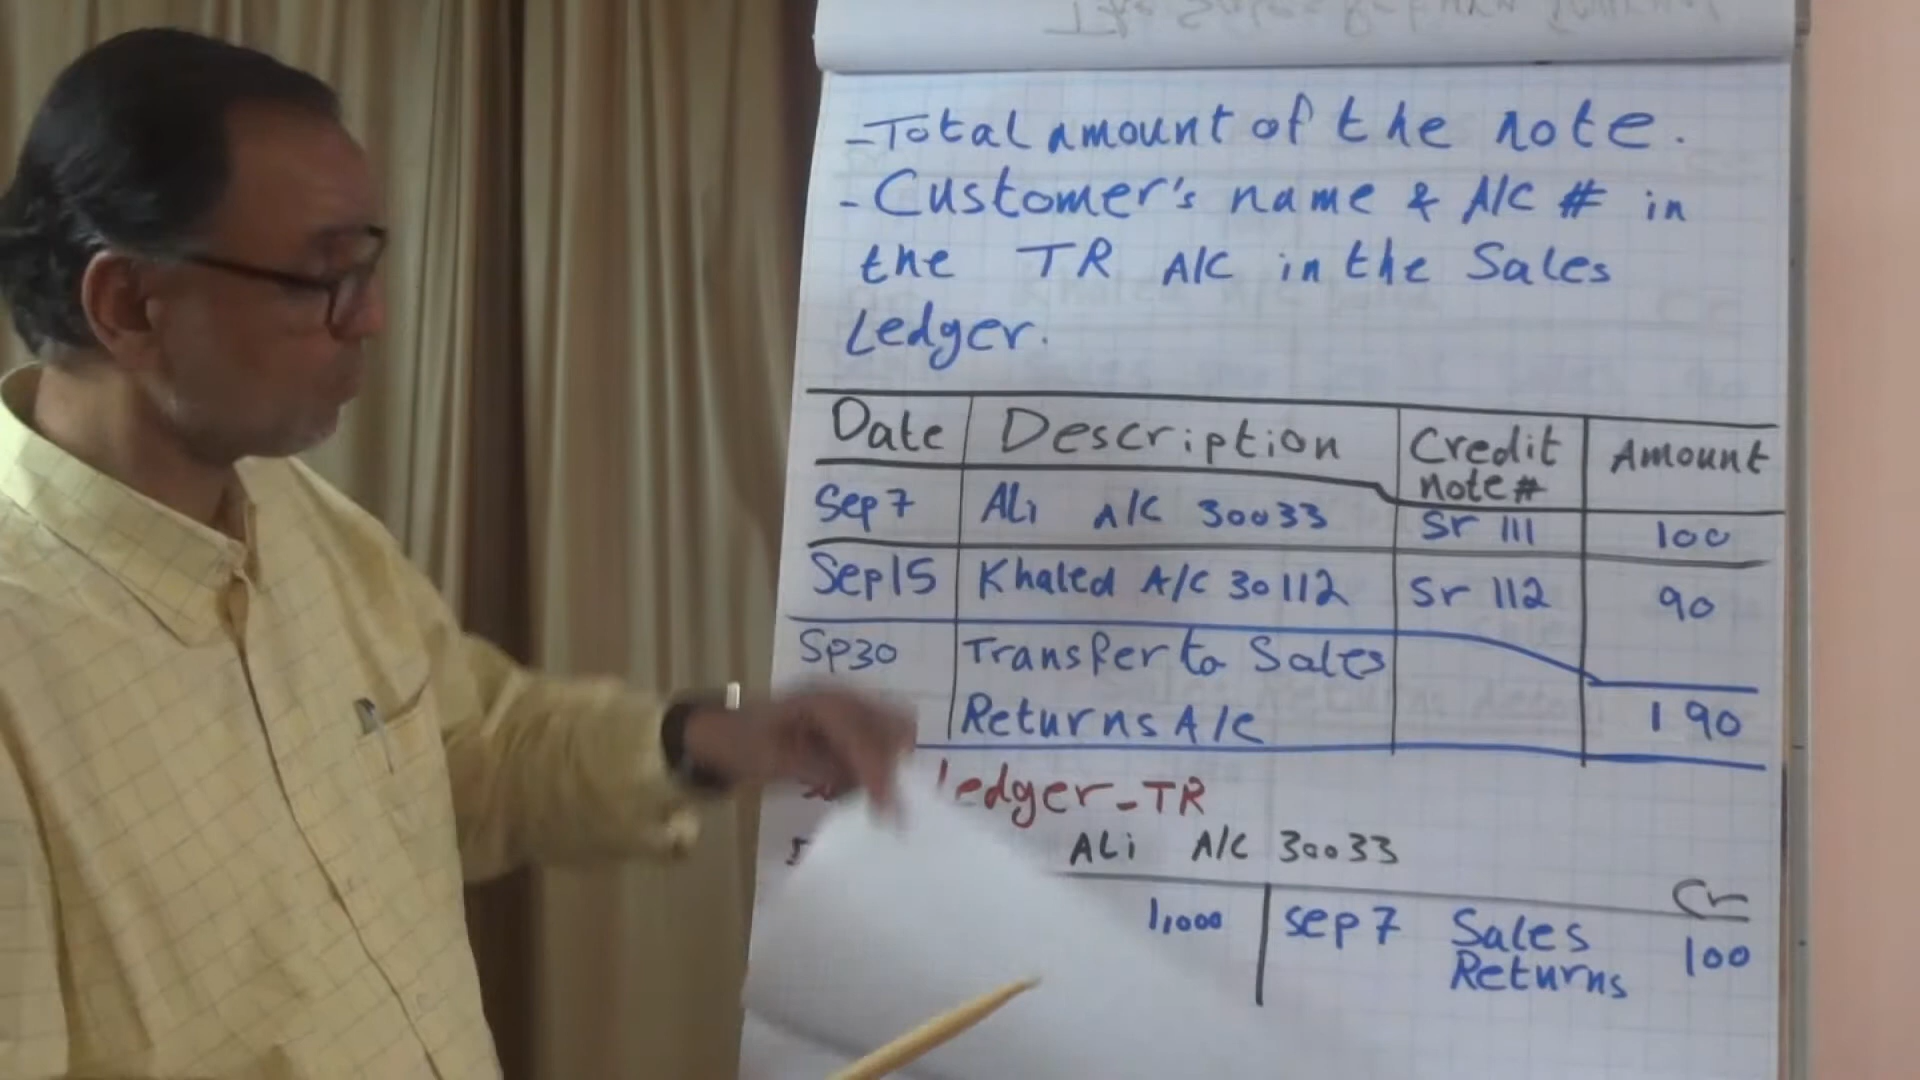 - Total amount of the note.
- Customer's name & A/C # in
the TR A/C in the Sales
Ledger.
Date Description Credit note # Amount
Sep 7 ALi A/C 30033 Sr 111 100
Sep 15 Khaled A/C 30112 Sr 112 90
Sp30 Transfer to Sales
Returns A/C 190
ledger - TR
ALi A/C 30033
Cr
1,000 Sep 7 Sales 100
Returns